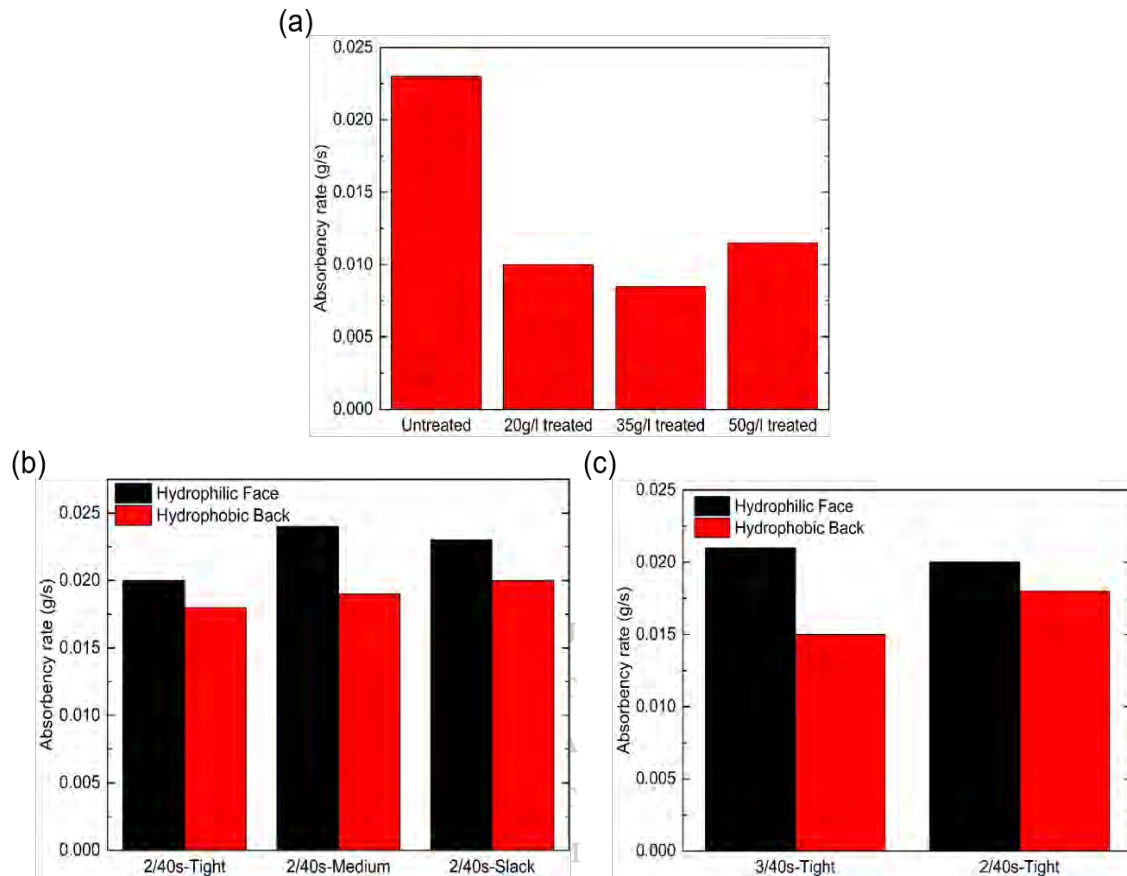 (a)
Absorbency rate (g/s)
0.025
0.020
0.015
0.010
0.005
0.000
Untreated 20g/l treated 35g/l treated 50g/l treated
(b)
Absorbency rate (g/s)
Hydrophilic Face
Hydrophobic Back
0.025
0.020
0.015
0.010
0.005
0.000
2/40s-Tight 2/40s-Medium 2/40s-Slack
(c)
Absorbency rate (g/s)
0.025
Hydrophilic Face
Hydrophobic Back
0.020
0.015
0.010
0.005
0.000
3/40s-Tight 2/40s-Tight